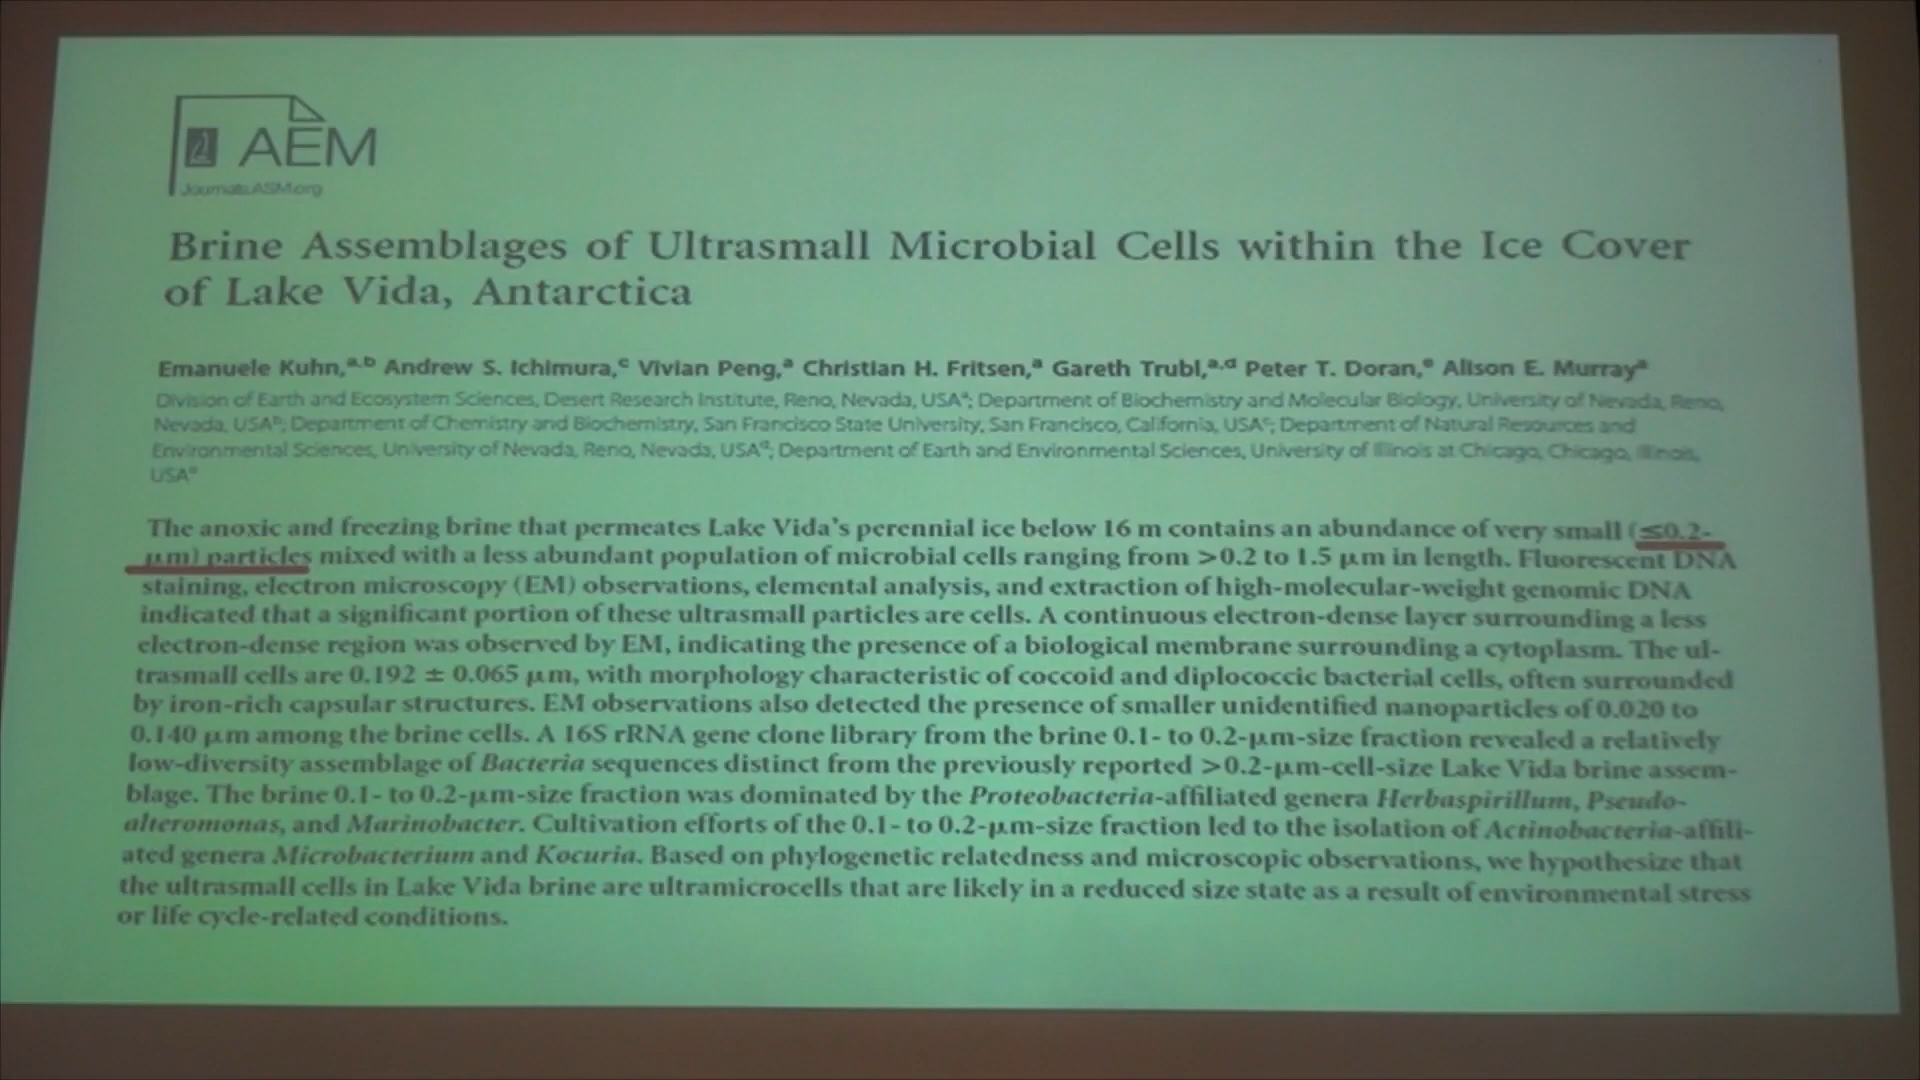 AEM
Journals.ASM.org
Brine Assemblages of Ultrasmall Microbial Cells within the Ice Cover
of Lake Vida, Antarctica
Emanuele Kuhn,a,b Andrew S. Ichimura,c Vivian Peng,a Christian H. Fritsen,a Gareth Trubl,a,d Peter T. Doran,e Alison E. Murraya
Division of Earth and Ecosystem Sciences, Desert Research Institute, Reno, Nevada, USAa; Department of Biochemistry and Molecular Biology, University of Nevada, Reno,
Nevada, USAb; Department of Chemistry and Biochemistry, San Francisco State University, San Francisco, California, USAc; Department of Natural Resources and
Environmental Sciences, University of Nevada, Reno, Nevada, USAd; Department of Earth and Environmental Sciences, University of Illinois at Chicago, Chicago, Illinois,
USAe
The anoxic and freezing brine that permeates Lake Vida's perennial ice below 16 m contains an abundance of very small (≤0.2-
μm) particles mixed with a less abundant population of microbial cells ranging from >0.2 to 1.5 μm in length. Fluorescent DNA
staining, electron microscopy (EM) observations, elemental analysis, and extraction of high-molecular-weight genomic DNA
indicated that a significant portion of these ultrasmall particles are cells. A continuous electron-dense layer surrounding a less
electron-dense region was observed by EM, indicating the presence of a biological membrane surrounding a cytoplasm. The ul-
trasmall cells are 0.192 ± 0.065 μm, with morphology characteristic of coccoid and diplococcic bacterial cells, often surrounded
by iron-rich capsular structures. EM observations also detected the presence of smaller unidentified nanoparticles of 0.020 to
0.140 μm among the brine cells. A 16S rRNA gene clone library from the brine 0.1- to 0.2-μm-size fraction revealed a relatively
low-diversity assemblage of Bacteria sequences distinct from the previously reported >0.2-μm-cell-size Lake Vida brine assem-
blage. The brine 0.1- to 0.2-μm-size fraction was dominated by the Proteobacteria-affiliated genera Herbaspirillum, Pseudo-
alteromonas, and Marinobacter. Cultivation efforts of the 0.1- to 0.2-μm-size fraction led to the isolation of Actinobacteria-affili-
ated genera Microbacterium and Kocuria. Based on phylogenetic relatedness and microscopic observations, we hypothesize that
the ultrasmall cells in Lake Vida brine are ultramicrocells that are likely in a reduced size state as a result of environmental stress
or life cycle-related conditions.